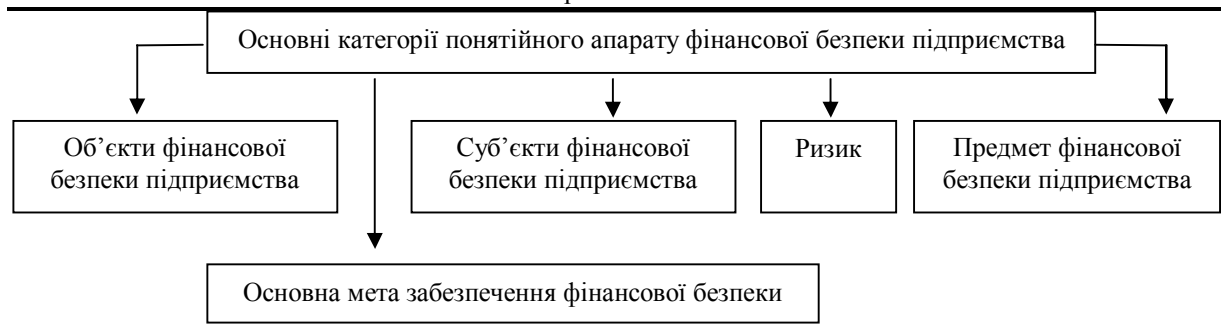 Основні категорії понятійного апарату фінансової безпеки підприємства
Об’єкти фінансової
безпеки підприємства
Суб’єкти фінансової
безпеки підприємства
Ризик
Предмет фінансової
безпеки підприємства
Основна мета забезпечення фінансової безпеки